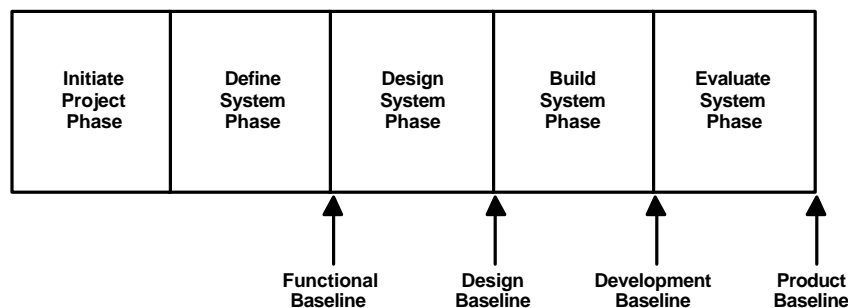 Initiate
Project
Phase
Define
System
Phase
Design
System
Phase
Build
System
Phase
Evaluate
System
Phase
Functional
Baseline
Design
Baseline
Development
Baseline
Product
Baseline